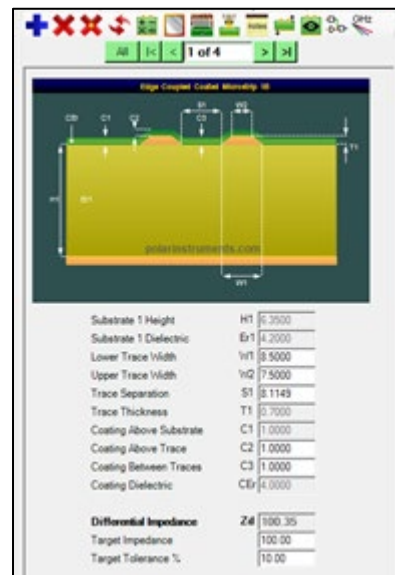 GHz
All |< < 1 of 4 > >|
Edge Coupled Coated Microstrip 1B
S1 W2
CEr C1 C2 C3
T1
H1 Er1
polarinstruments.com
W1
Substrate 1 Height H1 6.3500
Substrate 1 Dielectric Er1 4.2000
Lower Trace Width W1 8.5000
Upper Trace Width W2 7.5000
Trace Separation S1 8.1149
Trace Thickness T1 0.7000
Coating Above Substrate C1 1.0000
Coating Above Trace C2 1.0000
Coating Between Traces C3 1.0000
Coating Dielectric CEr 4.0000
Differential Impedance Zdiff 100.35
Target Impedance 100.00
Target Tolerance % 10.00